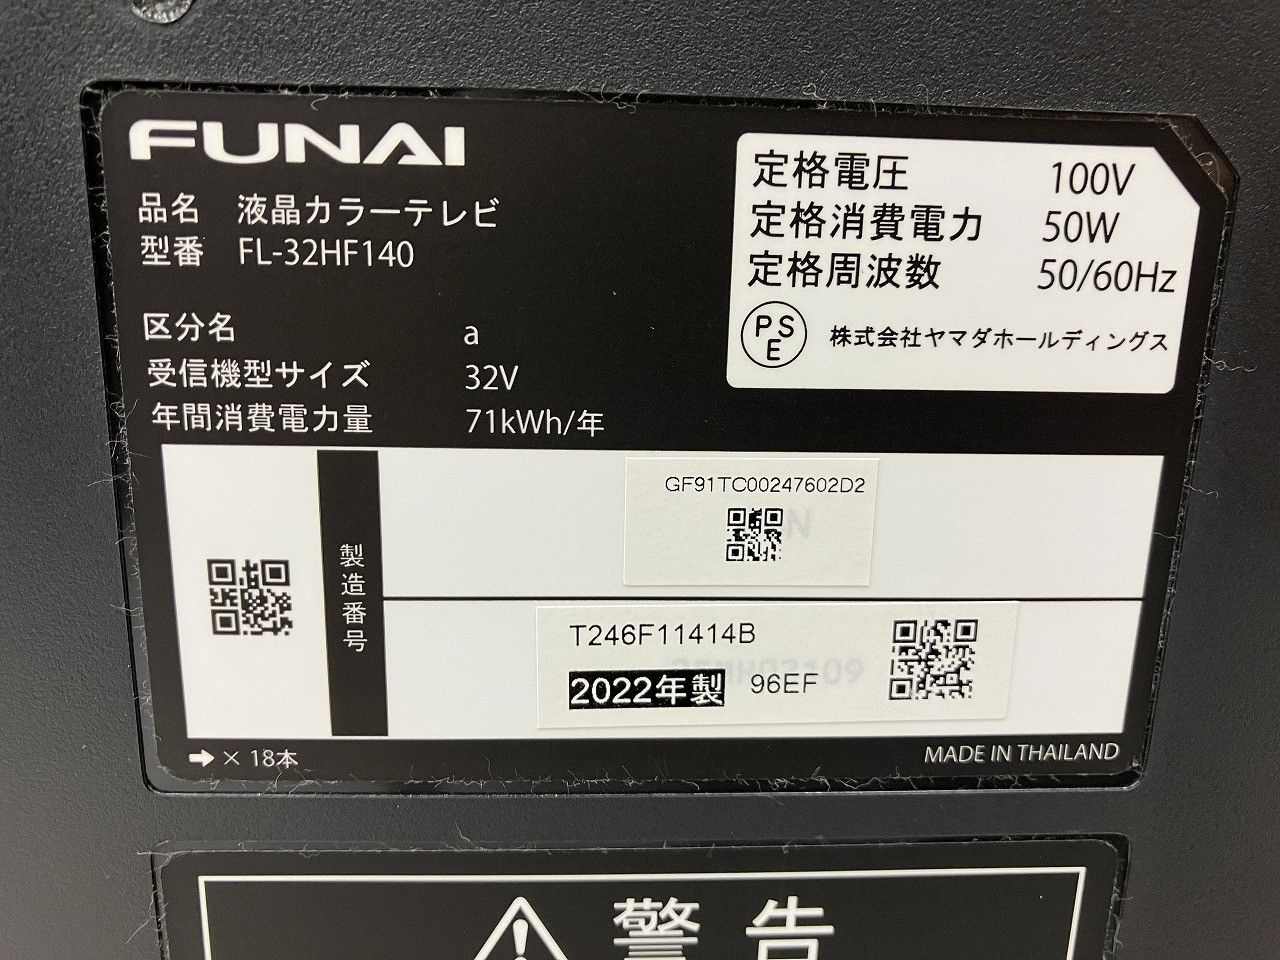 FUNAI
品名 液晶カラーテレビ
型番 FL-32HF140
区分名 a
受信機型サイズ 32V
年間消費電力量 71kWh/年
定格電圧 100V
定格消費電力 50W
定格周波数 50/60Hz
PSE 株式会社ヤマダホールディングス
製造番号
GF91TC00247602D2
T246F11414B
2022年製 96EF
➡ × 18本
MADE IN THAILAND
警告